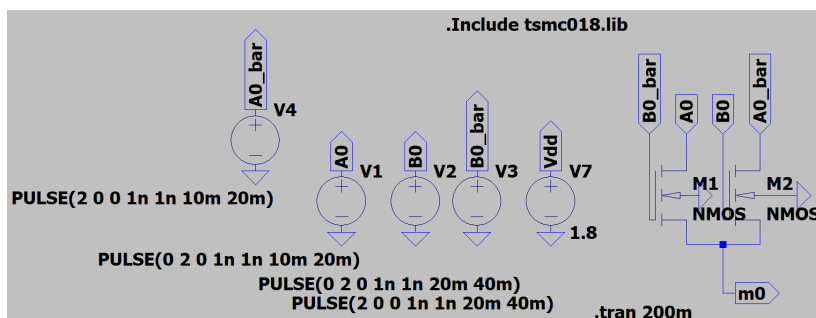 .Include tsmc018.lib
A0_bar
V4
B0_bar
A0
B0
A0_bar
A0
V1
B0
V2
B0_bar
V3
Vdd
V7
M1
M2
PULSE(2 0 0 1n 1n 10m 20m)
NMOS
NMOS
1.8
PULSE(0 2 0 1n 1n 10m 20m)
PULSE(0 2 0 1n 1n 20m 40m)
m0
PULSE(2 0 0 1n 1n 20m 40m)
.tran 200m